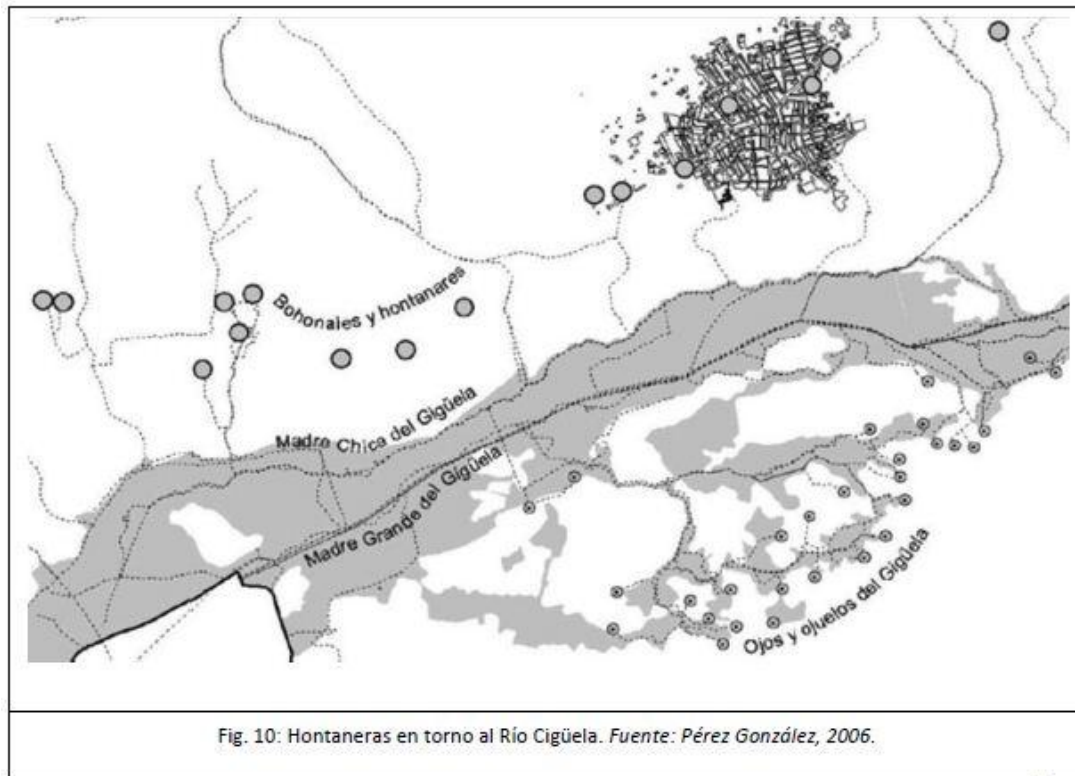 Bohonales y hontanares
Madre Chica del Gigüela
Madre Grande del Gigüela
Ojos y ojuelos del Gigüela
Fig. 10: Hontaneras en torno al Río Cigüela. Fuente: Pérez González, 2006.